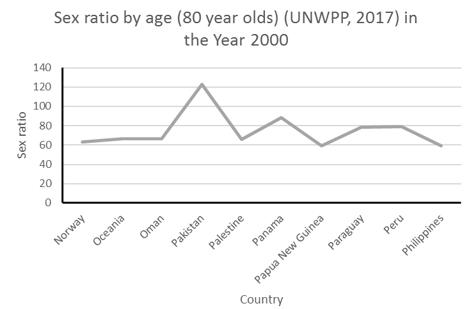 Sex ratio by age (80 year olds) (UNWPP, 2017) in
the Year 2000
140
120
100
80
60
40
20
0
Sex ratio
Norway
Oceania
Oman
Pakistan
Palestine
Panama
Papua New Guinea
Paraguay
Peru
Philippines
Country